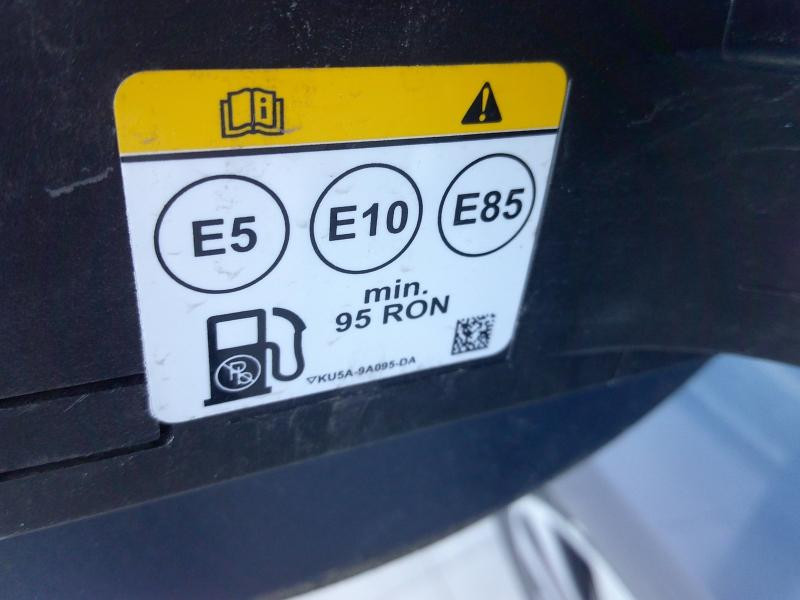 E5 E10 E85
min.
95 RON
Pb
▽KU5A-9A095-DA